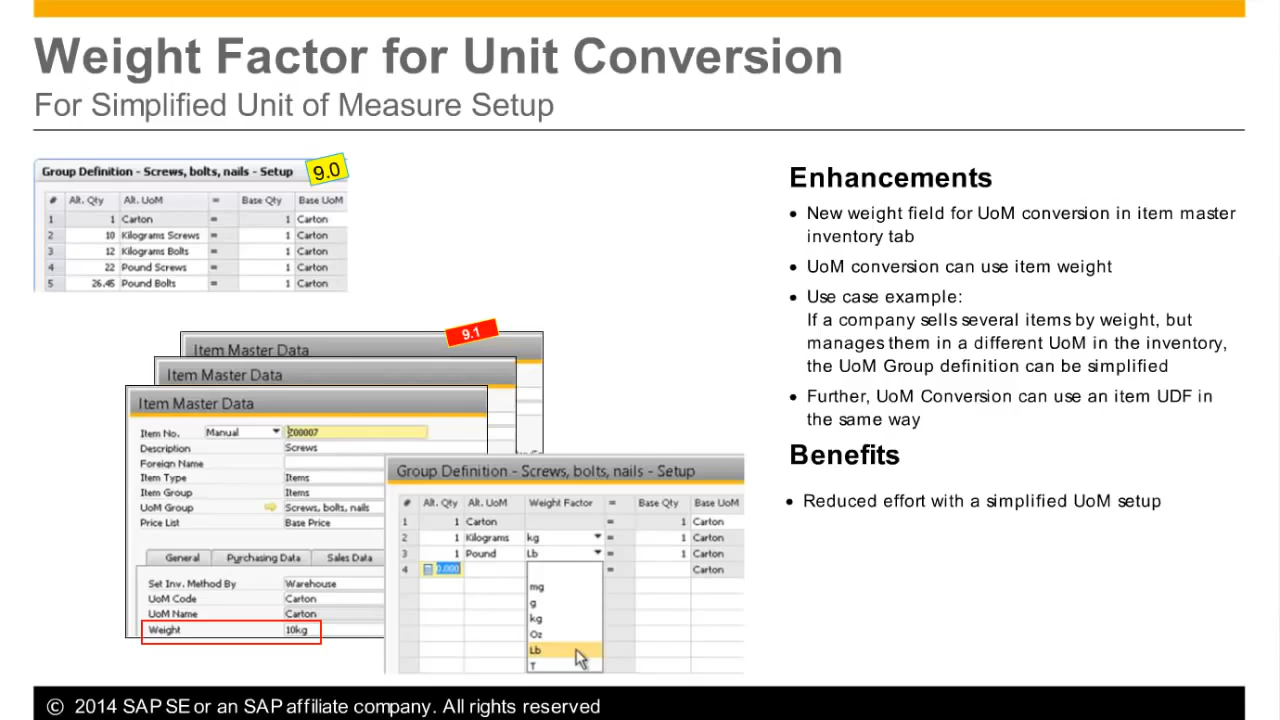 Weight Factor for Unit Conversion
For Simplified Unit of Measure Setup
Group Definition - Screws, bolts, nails - Setup
9.0
# Alt. Qty Alt. UoM = Base Qty Base UoM
1 1 Carton = 1 Carton
2 10 Kilograms Screws = 1 Carton
3 12 Kilograms Bolts = 1 Carton
4 22 Pound Screws = 1 Carton
5 26.45 Pound Bolts = 1 Carton
9.1
Item Master Data
Item Master Data
Item Master Data
Item No. Manual 200007
Description Screws
Foreign Name
Item Type Items
Item Group Items
UoM Group Screws, bolts, nails
Price List Base Price
General Purchasing Data Sales Data
Set Inv. Method By Warehouse
UoM Code Carton
UoM Name Carton
Weight 10kg
Group Definition - Screws, bolts, nails - Setup
# Alt. Qty Alt. UoM Weight Factor = Base Qty Base UoM
1 1 Carton = 1 Carton
2 1 Kilograms kg = 1 Carton
3 1 Pound Lb = 1 Carton
4 0.000 = Carton
mg
g
kg
Oz
Lb
T
Enhancements
• New weight field for UoM conversion in item master
inventory tab
• UoM conversion can use item weight
• Use case example:
If a company sells several items by weight, but
manages them in a different UoM in the inventory,
the UoM Group definition can be simplified
• Further, UoM Conversion can use an item UDF in
the same way
Benefits
• Reduced effort with a simplified UoM setup
© 2014 SAP SE or an SAP affiliate company. All rights reserved